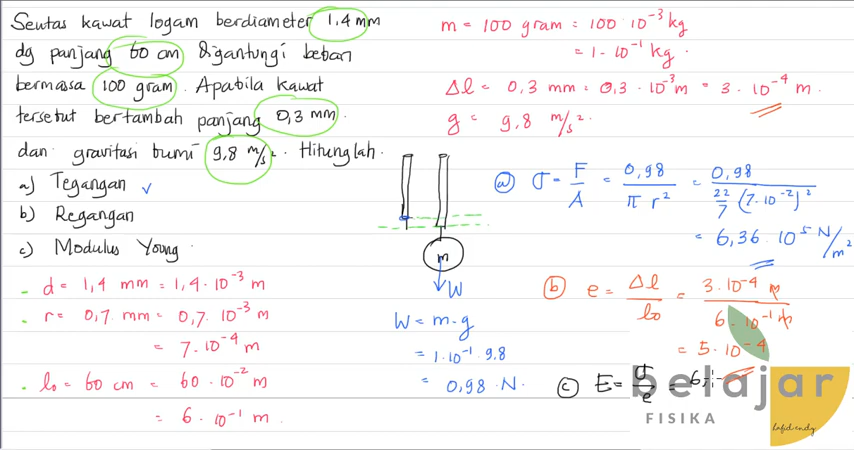 Seutas kawat logam berdiameter 1,4 mm
dg panjang 60 cm digantungi beban
bermassa 100 gram. Apabila kawat
tersebut bertambah panjang 0,3 mm.
dan gravitasi bumi 9,8 m/s². Hitunglah.
a) Tegangan ✓
b) Regangan
c) Modulus Young
- d = 1,4 mm = 1,4 · 10⁻³ m
- r = 0,7 mm = 0,7 · 10⁻³ m
= 7 · 10⁻⁴ m
- l₀ = 60 cm = 60 · 10⁻² m
= 6 · 10⁻¹ m
m = 100 gram = 100 · 10⁻³ kg
= 1 · 10⁻¹ kg
Δl = 0,3 mm = 0,3 · 10⁻³ m = 3 · 10⁻⁴ m
g = 9,8 m/s²
m
W
W = m · g
= 1 · 10⁻¹ · 9,8
= 0,98 N
(a) σ = F/A = 0,98 / π r² = 0,98 / 22/7 (7 · 10⁻²)²
= 6,36 · 10⁵ N/m²
(b) e = Δl / l₀ = 3 · 10⁻⁴ m / 6 · 10⁻¹ m
= 5 · 10⁻⁴
(c) E = σ/e = 6,
belajar
FISIKA